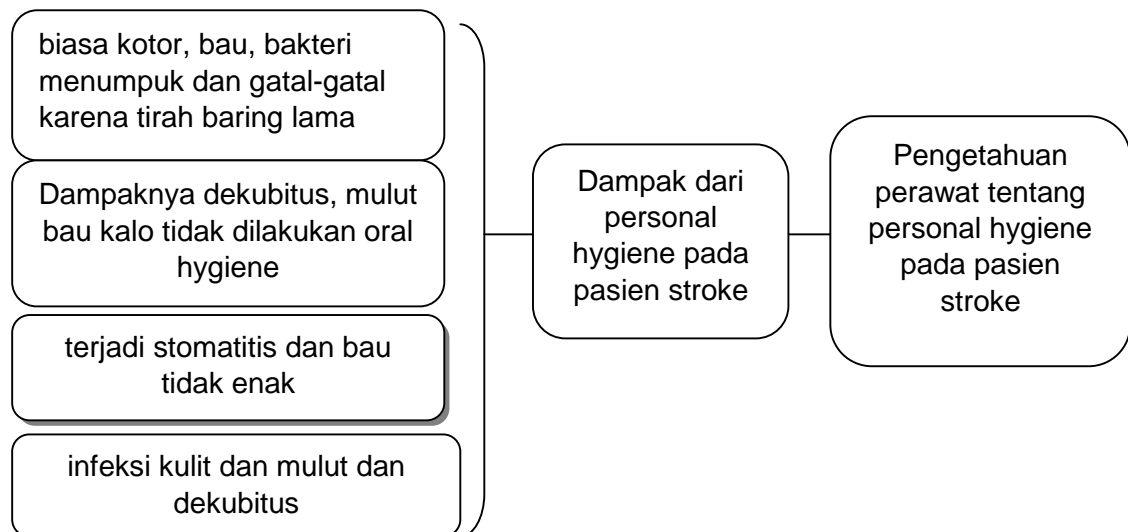 biasa kotor, bau, bakteri
menumpuk dan gatal-gatal
karena tirah baring lama
Dampaknya dekubitus, mulut
bau kalo tidak dilakukan oral
hygiene
terjadi stomatitis dan bau
tidak enak
infeksi kulit dan mulut dan
dekubitus
Dampak dari
personal
hygiene pada
pasien stroke
Pengetahuan
perawat tentang
personal hygiene
pada pasien
stroke